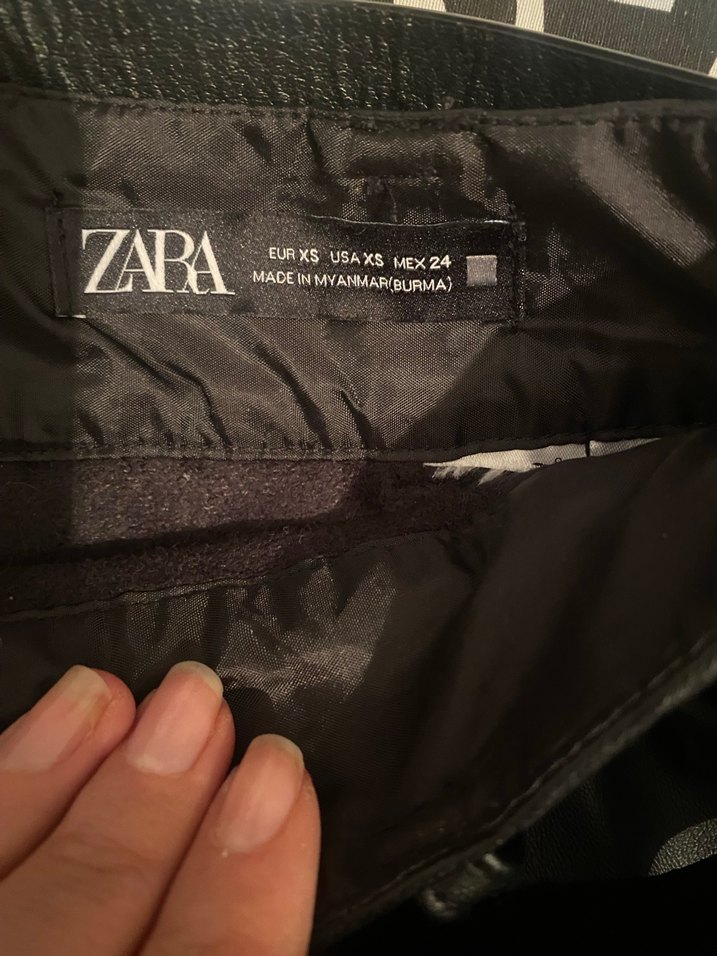 ZARA
EUR XS USA XS MEX 24
MADE IN MYANMAR(BURMA)